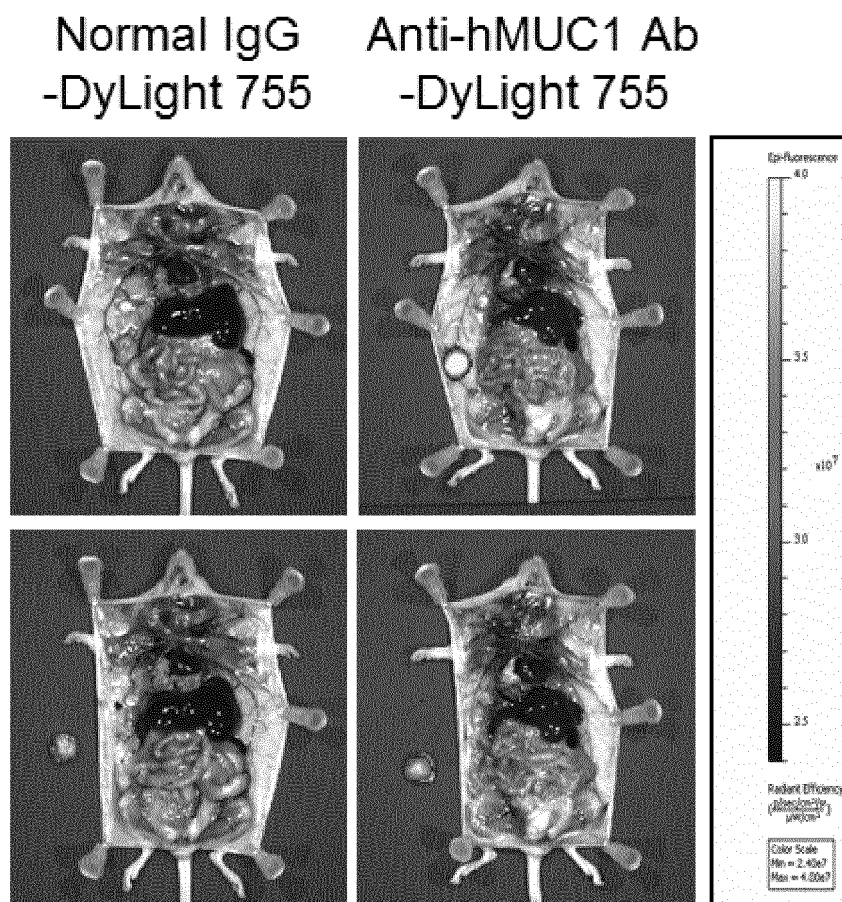 Normal IgG
-DyLight 755
Anti-hMUC1 Ab
-DyLight 755
Epi-fluorescence
4.0
3.5
x10⁷
3.0
2.5
Radiant Efficiency
Color Scale
Min = 2.40e7
Max = 4.00e7